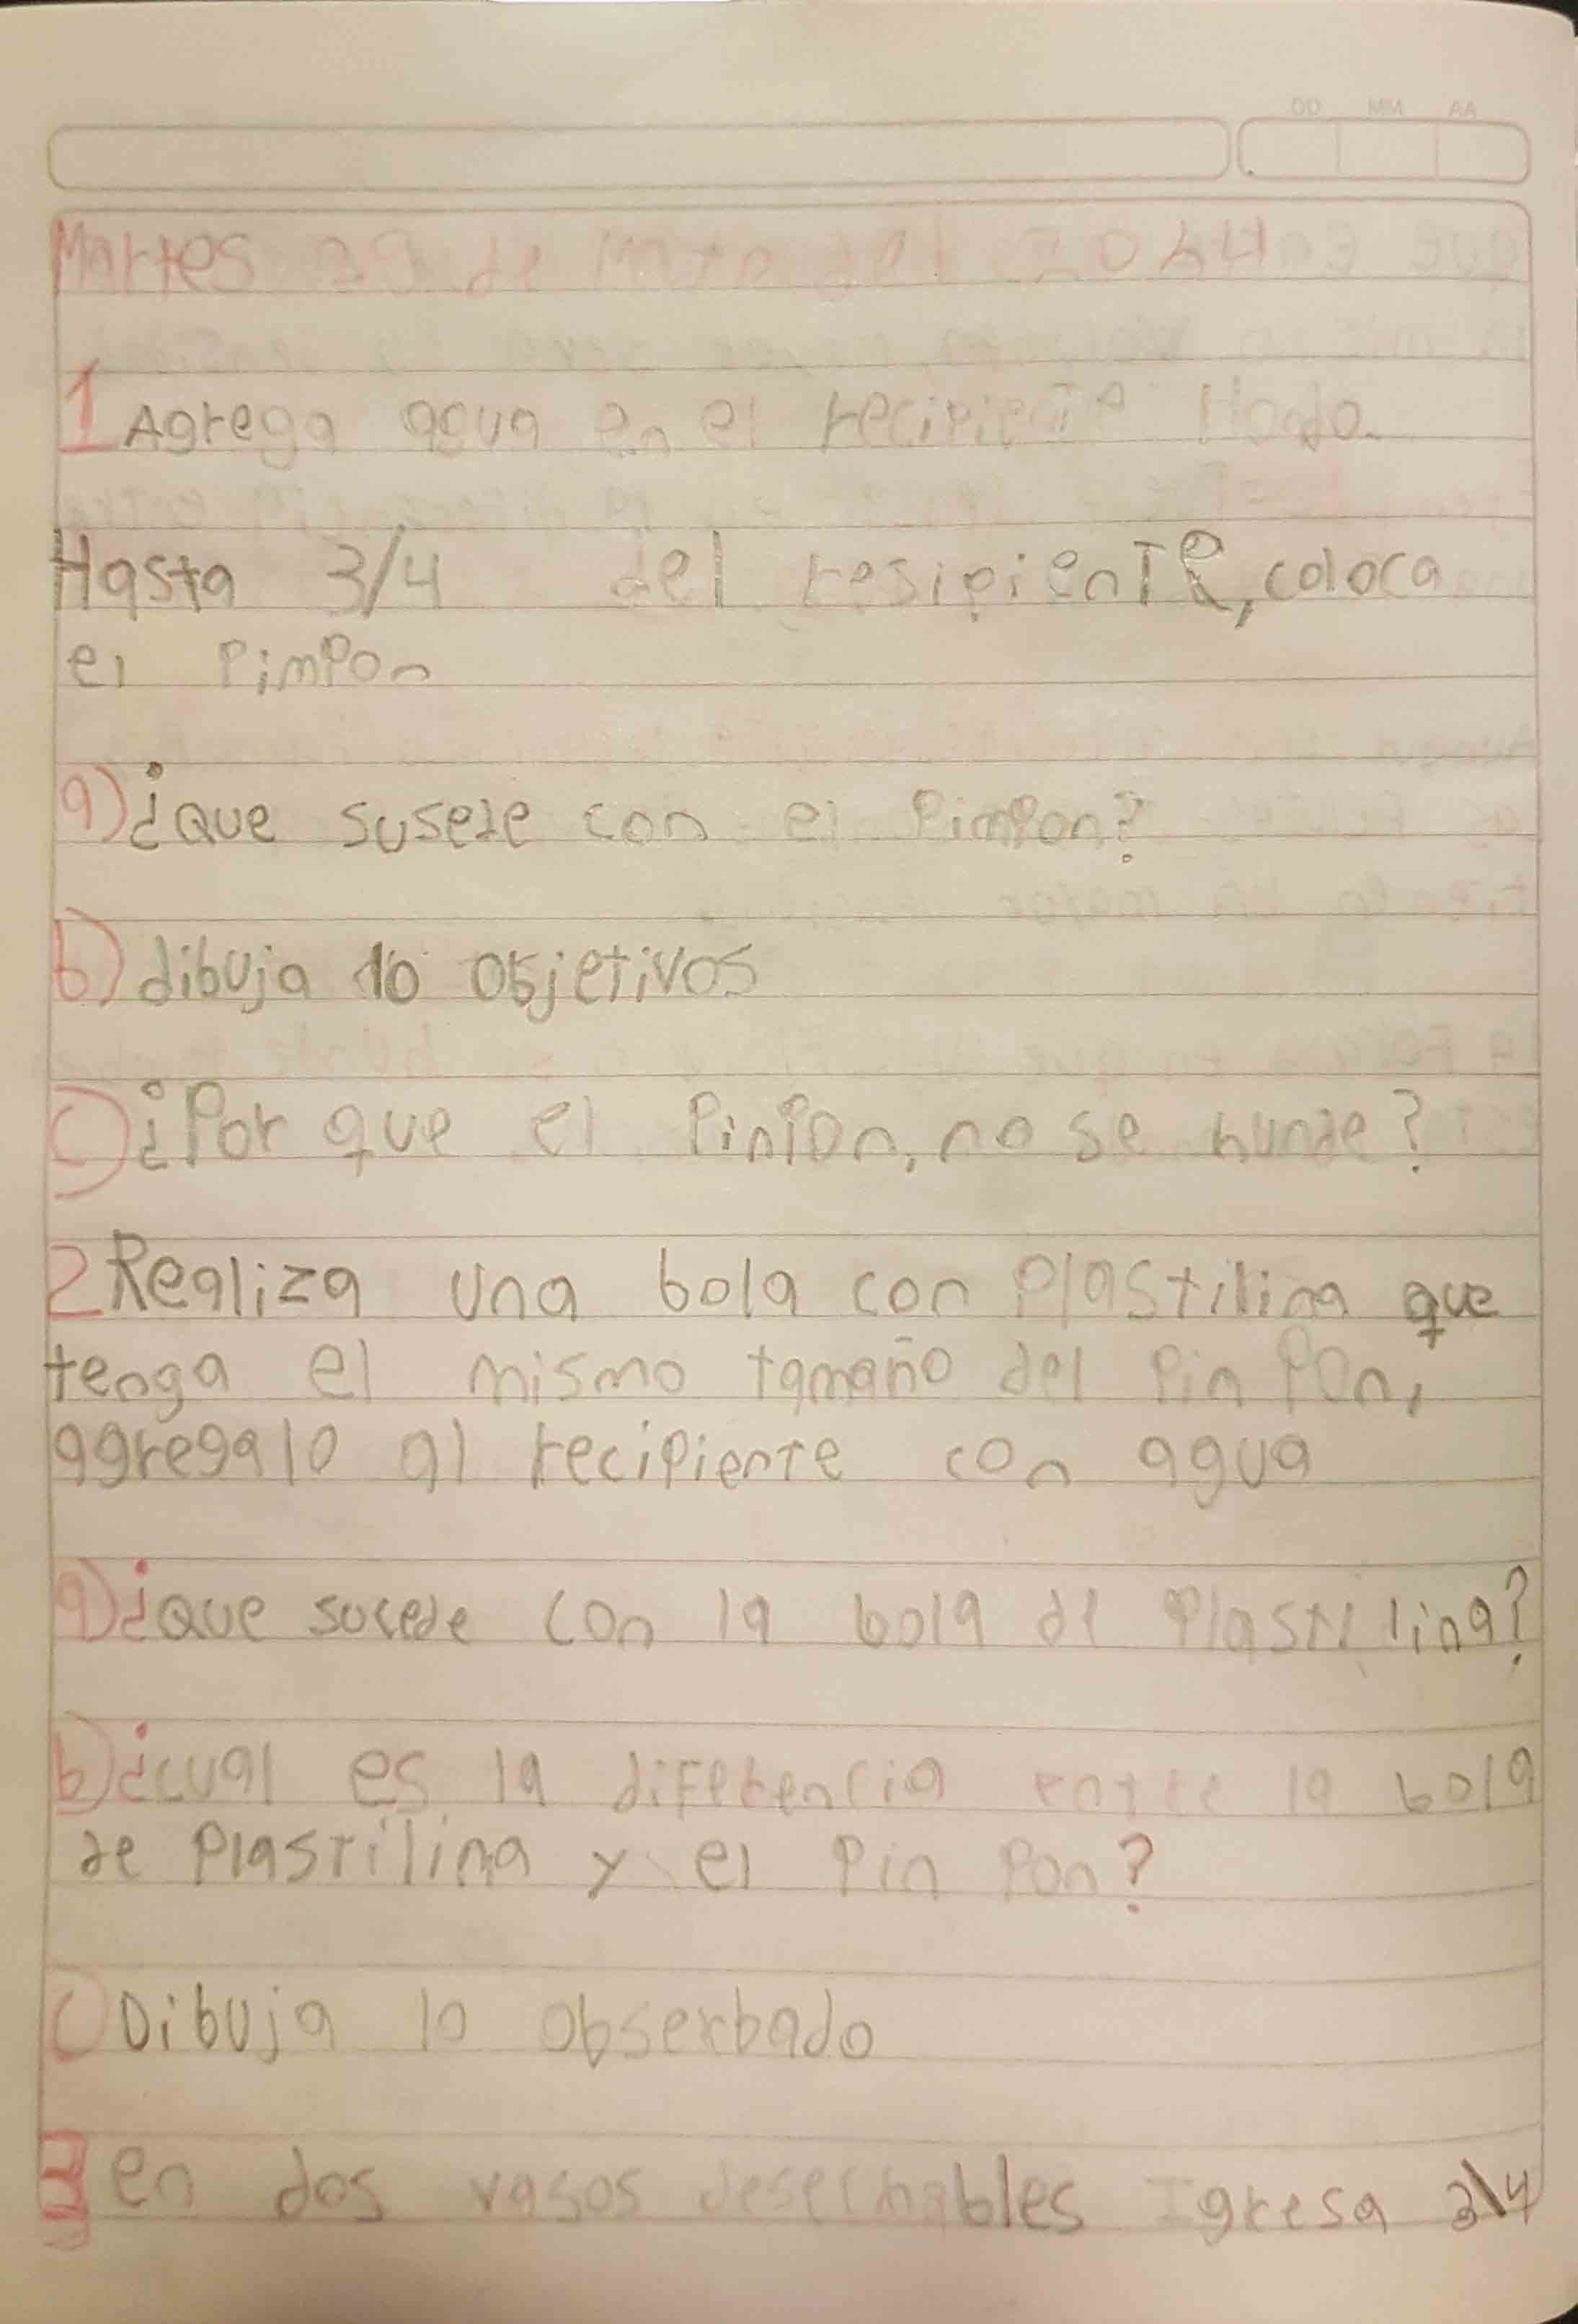 DD MM AA
Martes de del
1 Agrega agua en el recipiente Hondo.
Hasta 3/4 del resipienTe, coloca
el PimPon
a) ¿que susede con el PimPon?
b) dibuja 10 objetivos
c) ¿Por que el PinPon, no se hunde?
2 Realiza una bola con Plastilina que
tenga el mismo tamaño del Pin Pon,
agregalo al reciPiente con agua
a) ¿que sucede con la bola de Plastilina?
b) ¿cual es la diferencia entre la bola
de Plastilina y el Pin Pon?
c) Dibuja lo obserbado
3 en dos vasos desechables Igresa 3/4